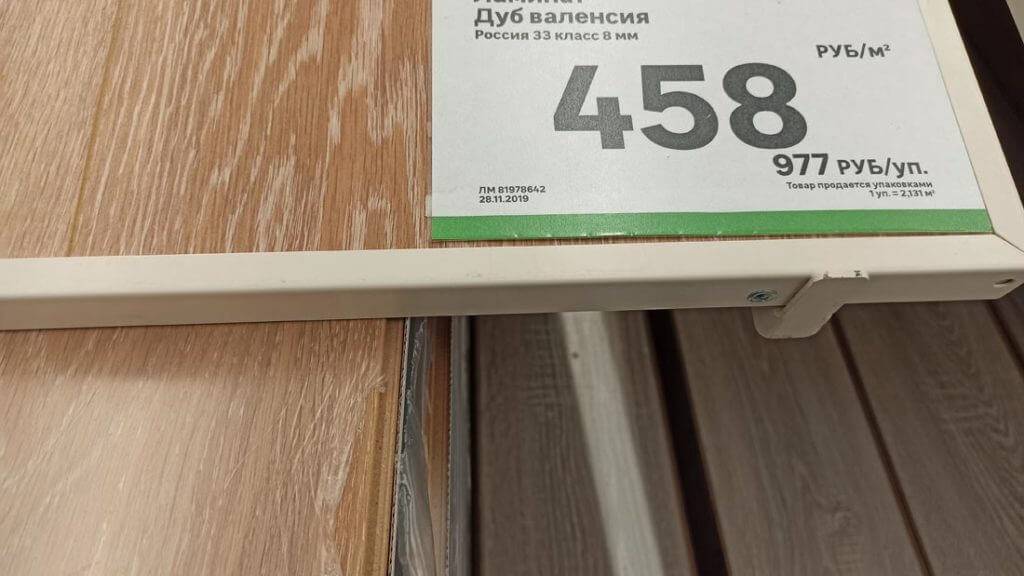 Ламинат
Дуб валенсия
Россия 33 класс 8 мм
РУБ/м²
458
977 РУБ/уп.
Товар продается упаковками
1 уп. = 2,131 м²
ЛМ 81978642
28.11.2019